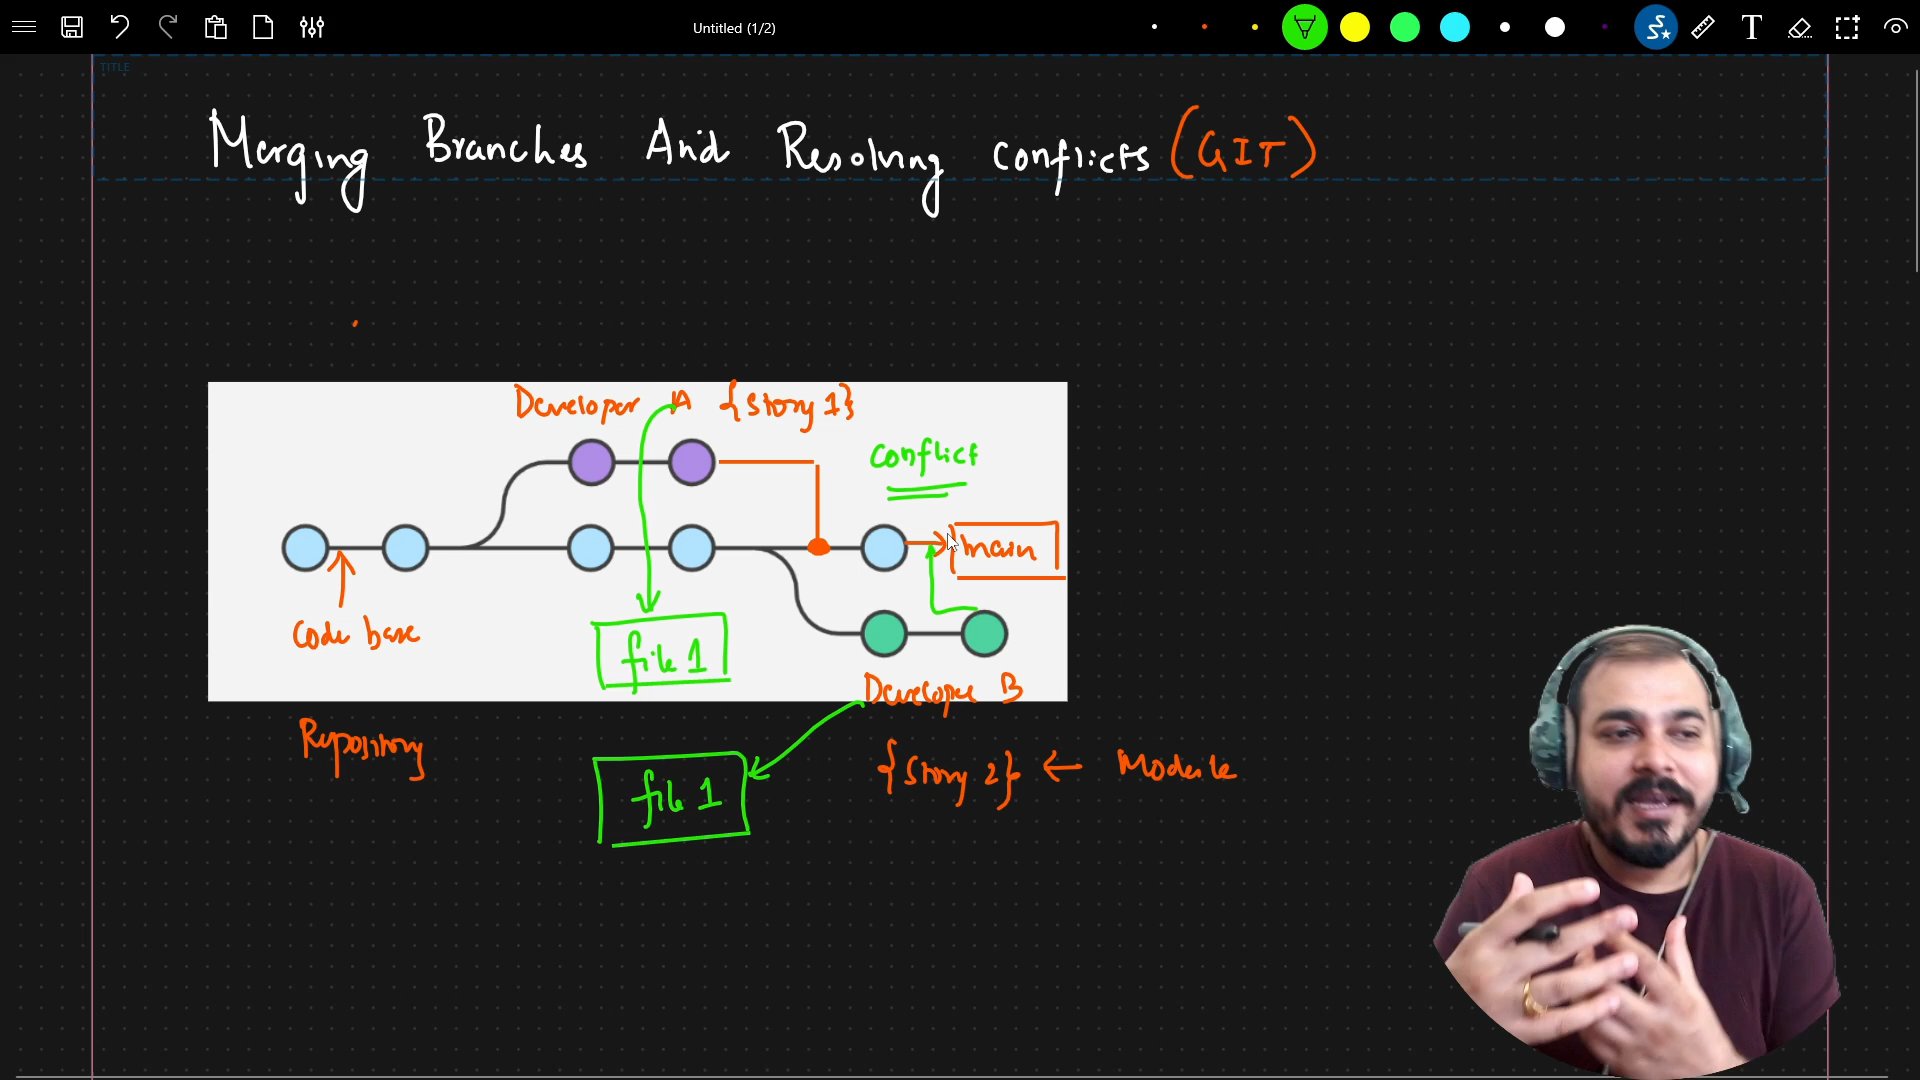 Untitled (1/2)
TITLE
Merging Branches And Resolving conflicts (GIT)
Developer A {Story 1}
Conflict
main
Code base
file 1
Developer B
Repository
{Story 2} ← Module
file 1